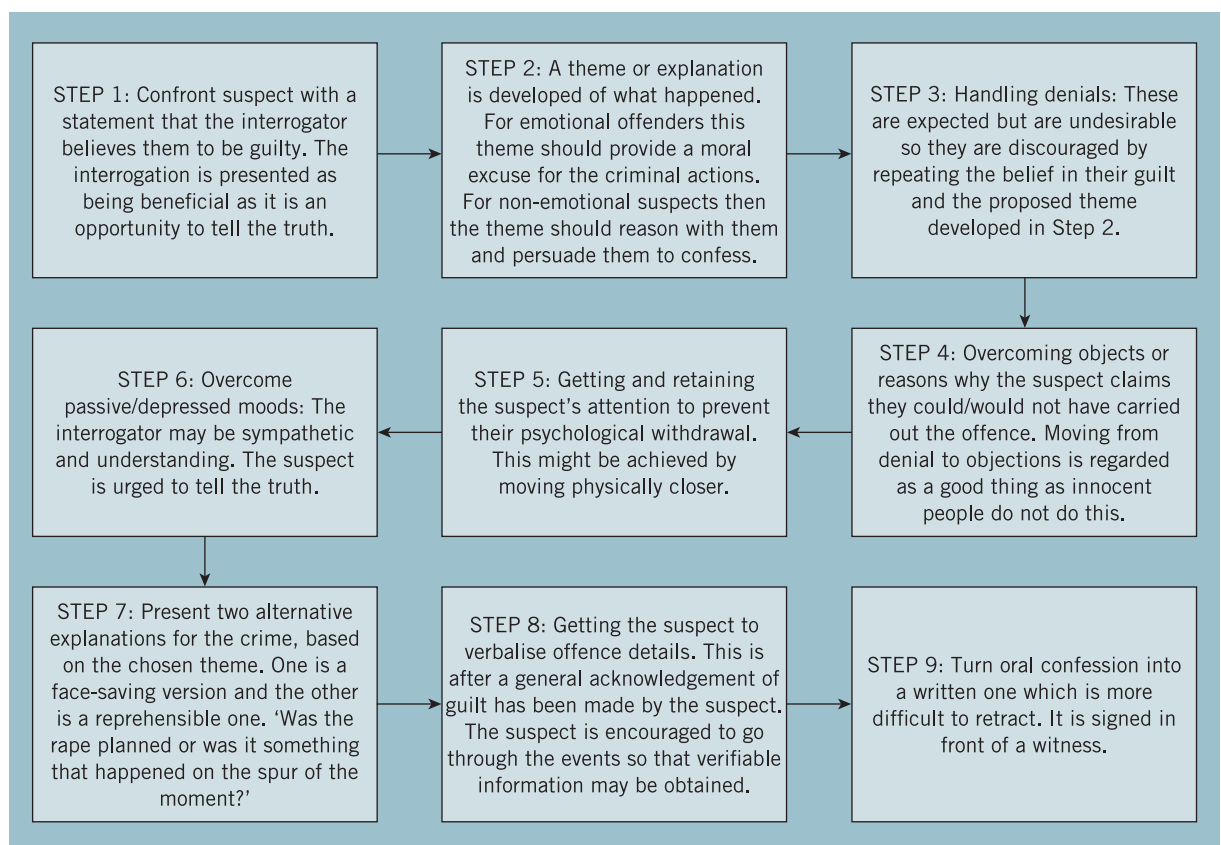 STEP 1: Confront suspect with a
statement that the interrogator
believes them to be guilty. The
interrogation is presented as
being beneficial as it is an
opportunity to tell the truth.
STEP 2: A theme or explanation
is developed of what happened.
For emotional offenders this
theme should provide a moral
excuse for the criminal actions.
For non-emotional suspects then
the theme should reason with them
and persuade them to confess.
STEP 3: Handling denials: These
are expected but are undesirable
so they are discouraged by
repeating the belief in their guilt
and the proposed theme
developed in Step 2.
STEP 4: Overcoming objects or
reasons why the suspect claims
they could/would not have carried
out the offence. Moving from
denial to objections is regarded
as a good thing as innocent
people do not do this.
STEP 5: Getting and retaining
the suspect’s attention to prevent
their psychological withdrawal.
This might be achieved by
moving physically closer.
STEP 6: Overcome
passive/depressed moods: The
interrogator may be sympathetic
and understanding. The suspect
is urged to tell the truth.
STEP 7: Present two alternative
explanations for the crime, based
on the chosen theme. One is a
face-saving version and the other
is a reprehensible one. ‘Was the
rape planned or was it something
that happened on the spur of the
moment?’
STEP 8: Getting the suspect to
verbalise offence details. This is
after a general acknowledgement of
guilt has been made by the suspect.
The suspect is encouraged to go
through the events so that verifiable
information may be obtained.
STEP 9: Turn oral confession into
a written one which is more
difficult to retract. It is signed in
front of a witness.